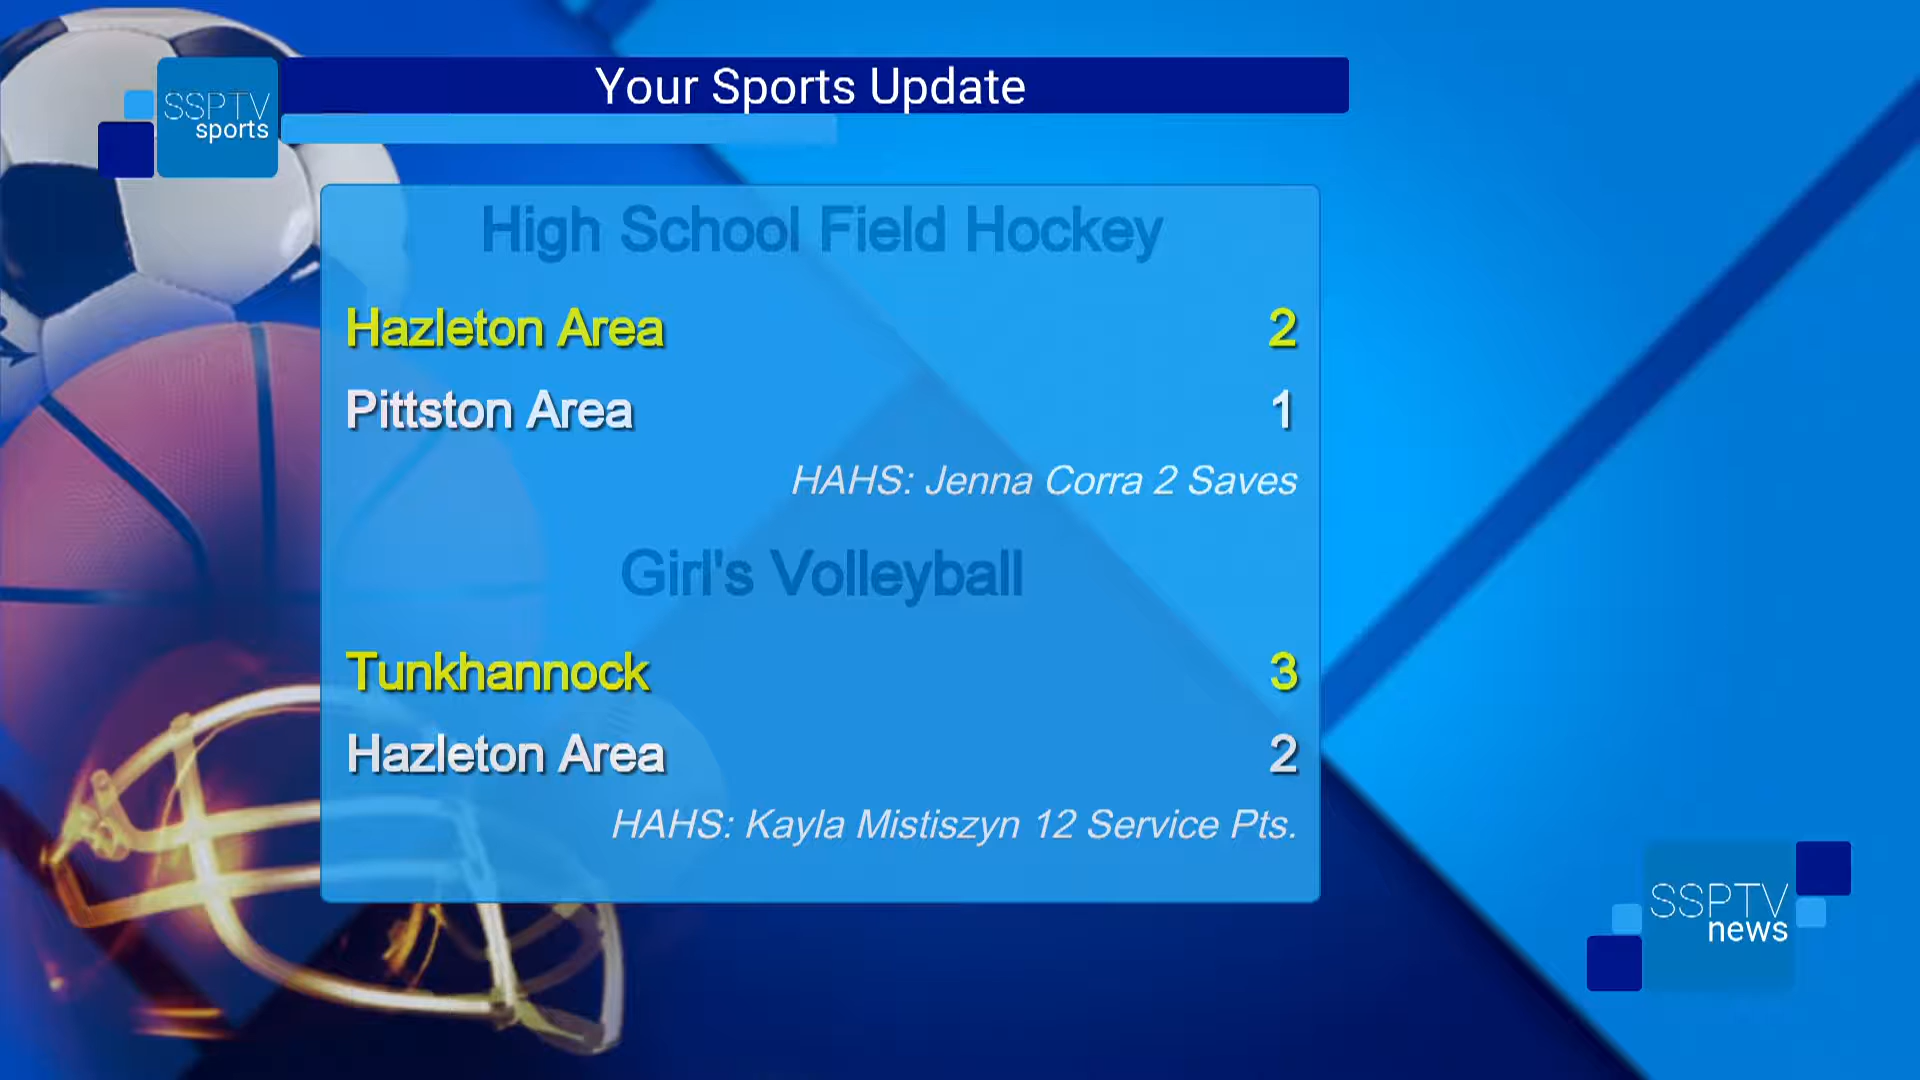 Your Sports Update
SSPTV
sports
High School Field Hockey
Hazleton Area 2
Pittston Area 1
HAHS: Jenna Corra 2 Saves
Girl's Volleyball
Tunkhannock 3
Hazleton Area 2
HAHS: Kayla Mistiszyn 12 Service Pts.
SSPTV
news